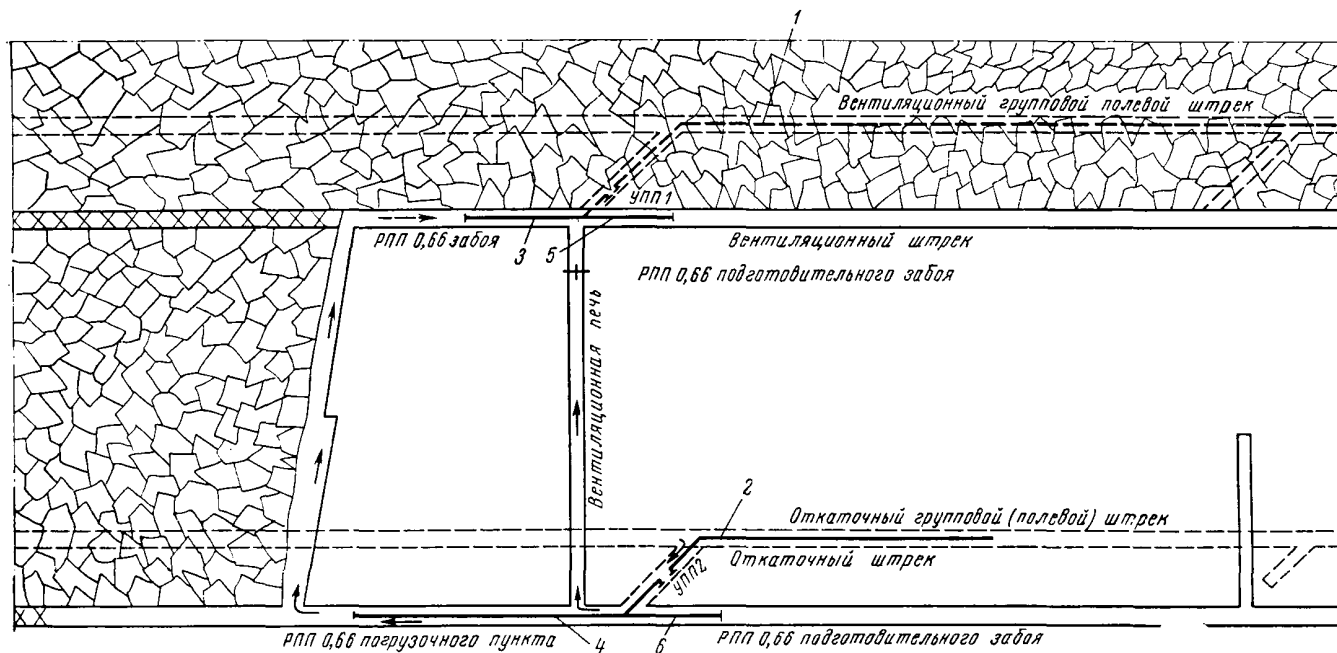 1
Вентиляционный групповой полевой штрек
УПП1
РПП 0,66 забоя
3
5
Вентиляционный штрек
РПП 0,66 подготовительного забоя
Вентиляционная печь
2
Откаточный групповой (полевой) штрек
Откаточный штрек
УПП2
РПП 0,66 погрузочного пункта
4
6
РПП 0,66 подготовительного забоя